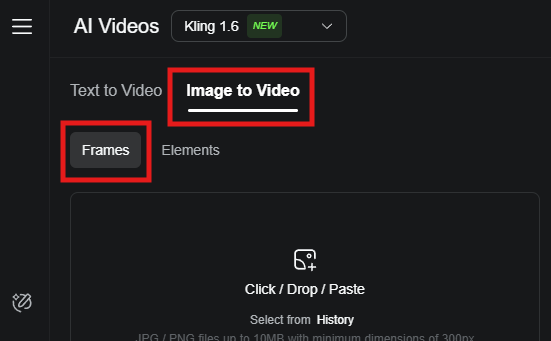 AI Videos Kling 1.6 NEW
Text to Video Image to Video
Frames Elements
Click / Drop / Paste
Select from History
JPG / PNG files up to 10MB with minimum dimensions of 300px